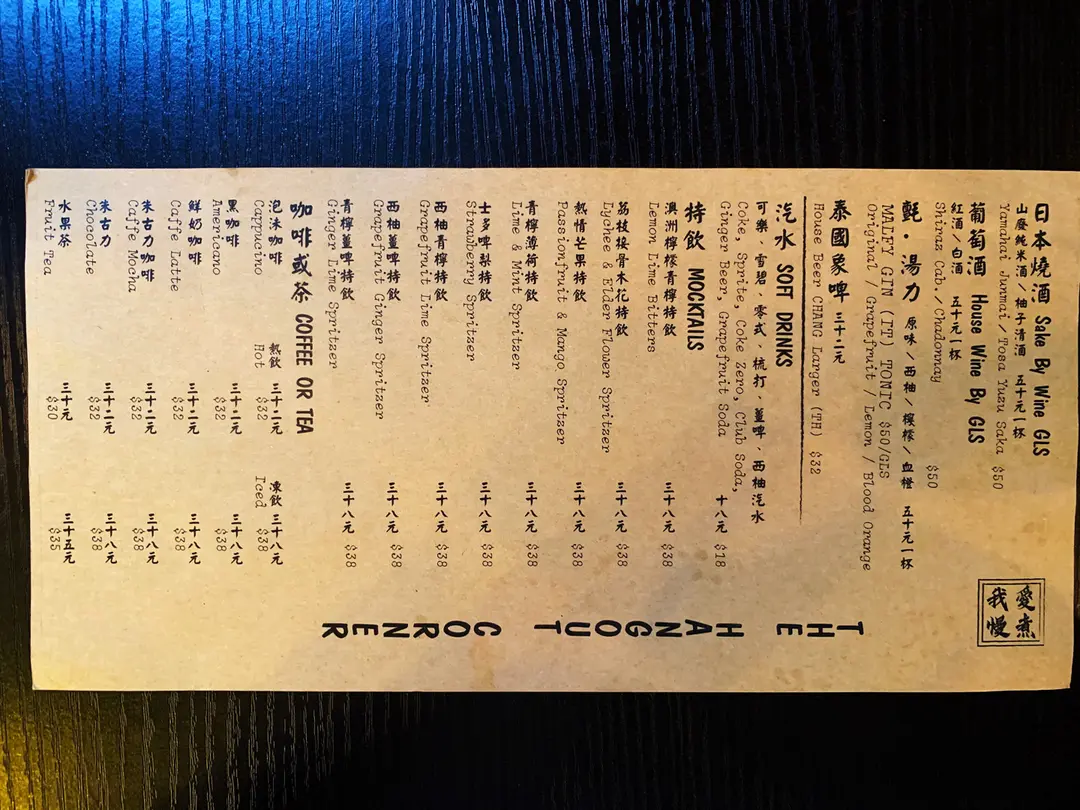 日本燒酒 Sake By Wine GLS
山廢純米酒／柚子清酒 五十元一杯
Yamahai Junmai／Tosa Yuzu Saka $50
葡萄酒 House Wine By GLS
紅酒／白酒 五十元一杯
Shiraz Cab.／Chadonnay $50
氈．湯力 原味／西柚／檸檬／血橙 五十元一杯
MALFY GIN (IT) TONIC $50/GLS
Original / Grapefruit / Lemon / Blood Orange
泰國象啤 三十二元
House Beer CHANG Larger (TH) $32
汽水 SOFT DRINKS
可樂．雪碧．零式．梳打．薑啤．西柚汽水
Coke, Sprite, Coke Zero, Club Soda,
Ginger Beer, Grapefruit Soda 十八元 $18
特飲 MOCKTAILS
澳洲檸檬青檸特飲
Lemon Lime Bitters 三十八元 $38
荔枝接骨木花特飲
Lychee & Elder Flower Spritzer 三十八元 $38
熱情芒果特飲
Passionfruit & Mango Spritzer 三十八元 $38
青檸薄荷特飲
Lime & Mint Spritzer 三十八元 $38
士多啤梨特飲
Strawberry Spritzer 三十八元 $38
西柚青檸特飲
Grapefruit Lime Spritzer 三十八元 $38
西柚薑啤特飲
Grapefruit Ginger Spritzer 三十八元 $38
青檸薑啤特飲
Ginger Lime Spritzer 三十八元 $38
咖啡或茶 COFFEE OR TEA
熱飲 凍飲
Hot Iced
泡沫咖啡 三十二元 三十八元
Cappucino $32 $38
黑咖啡 三十二元 三十八元
Americano $32 $38
鮮奶咖啡 三十二元 三十八元
Caffe Latte $32 $38
朱古力咖啡 三十二元 三十八元
Caffe Mocha $32 $38
朱古力 三十二元 三十八元
Chocolate $32 $38
水果茶 三十元 三十五元
Fruit Tea $30 $35
愛煮
我慢
THE HANGOUT CORNER